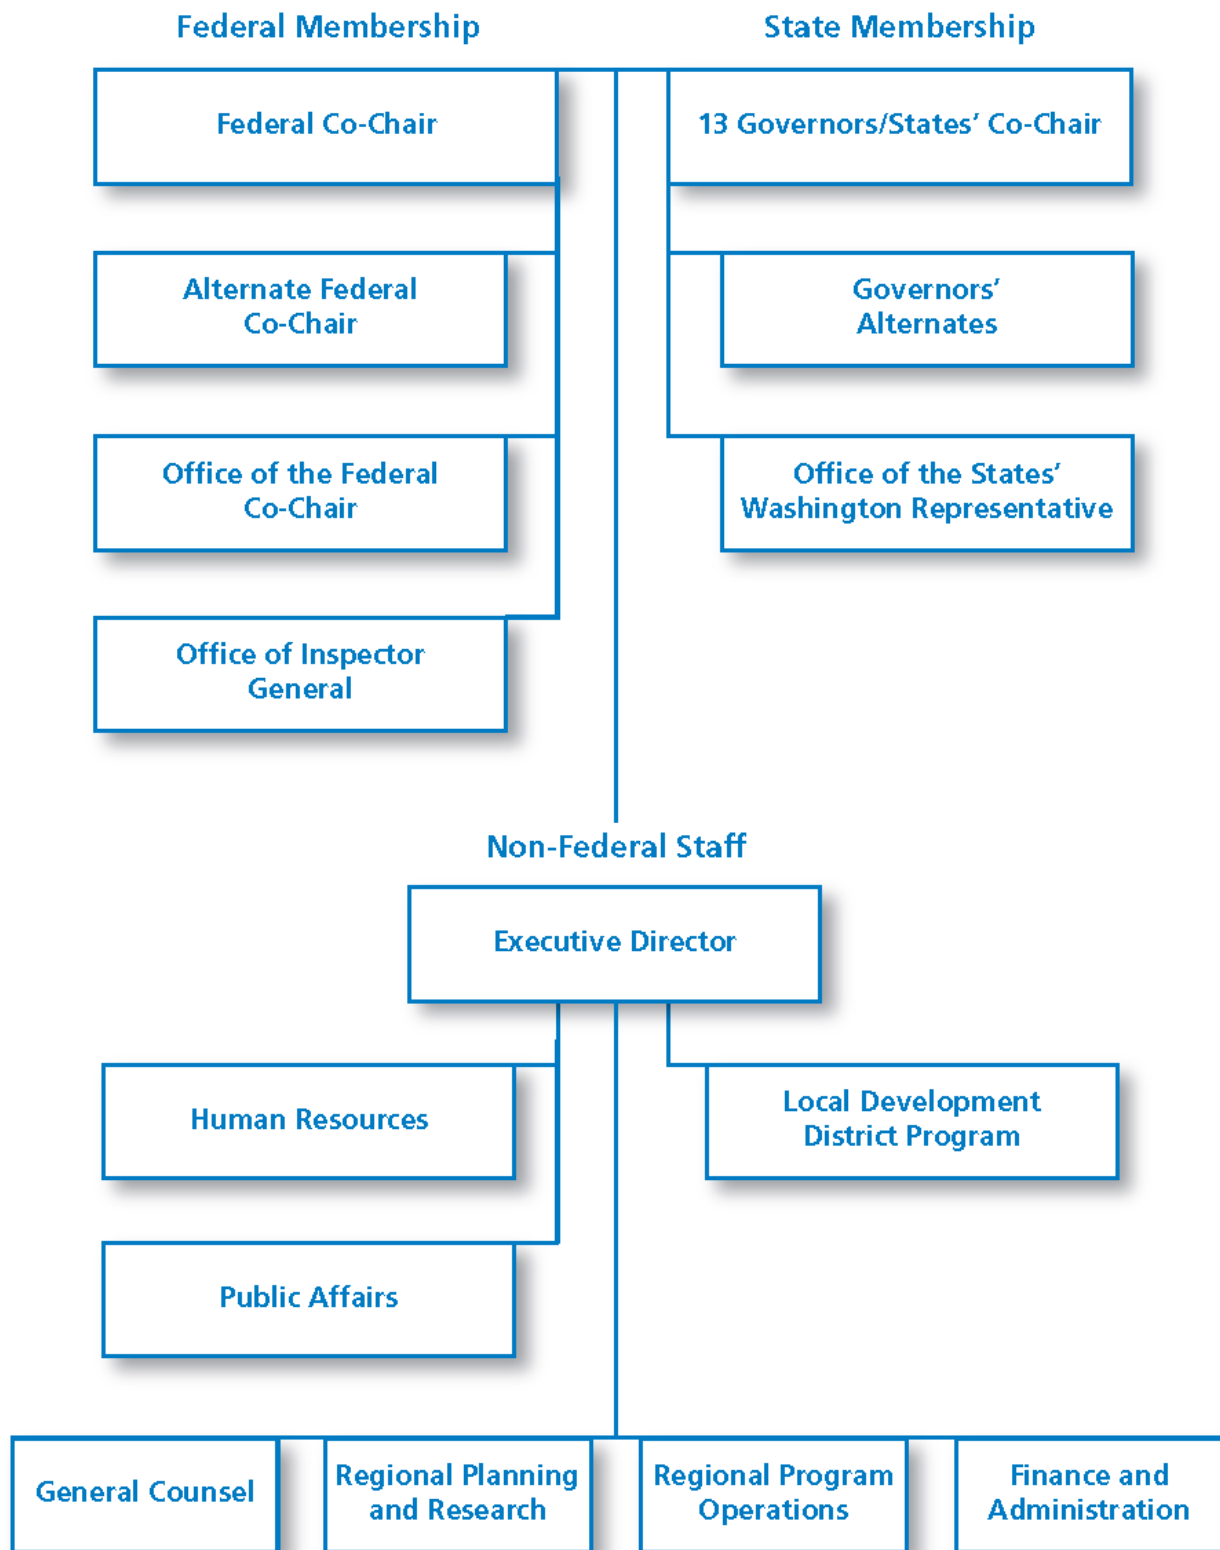 Federal Membership
State Membership
Federal Co-Chair
13 Governors/States’ Co-Chair
Alternate Federal
Co-Chair
Governors’
Alternates
Office of the Federal
Co-Chair
Office of the States’
Washington Representative
Office of Inspector
General
Non-Federal Staff
Executive Director
Human Resources
Local Development
District Program
Public Affairs
General Counsel
Regional Planning
and Research
Regional Program
Operations
Finance and
Administration